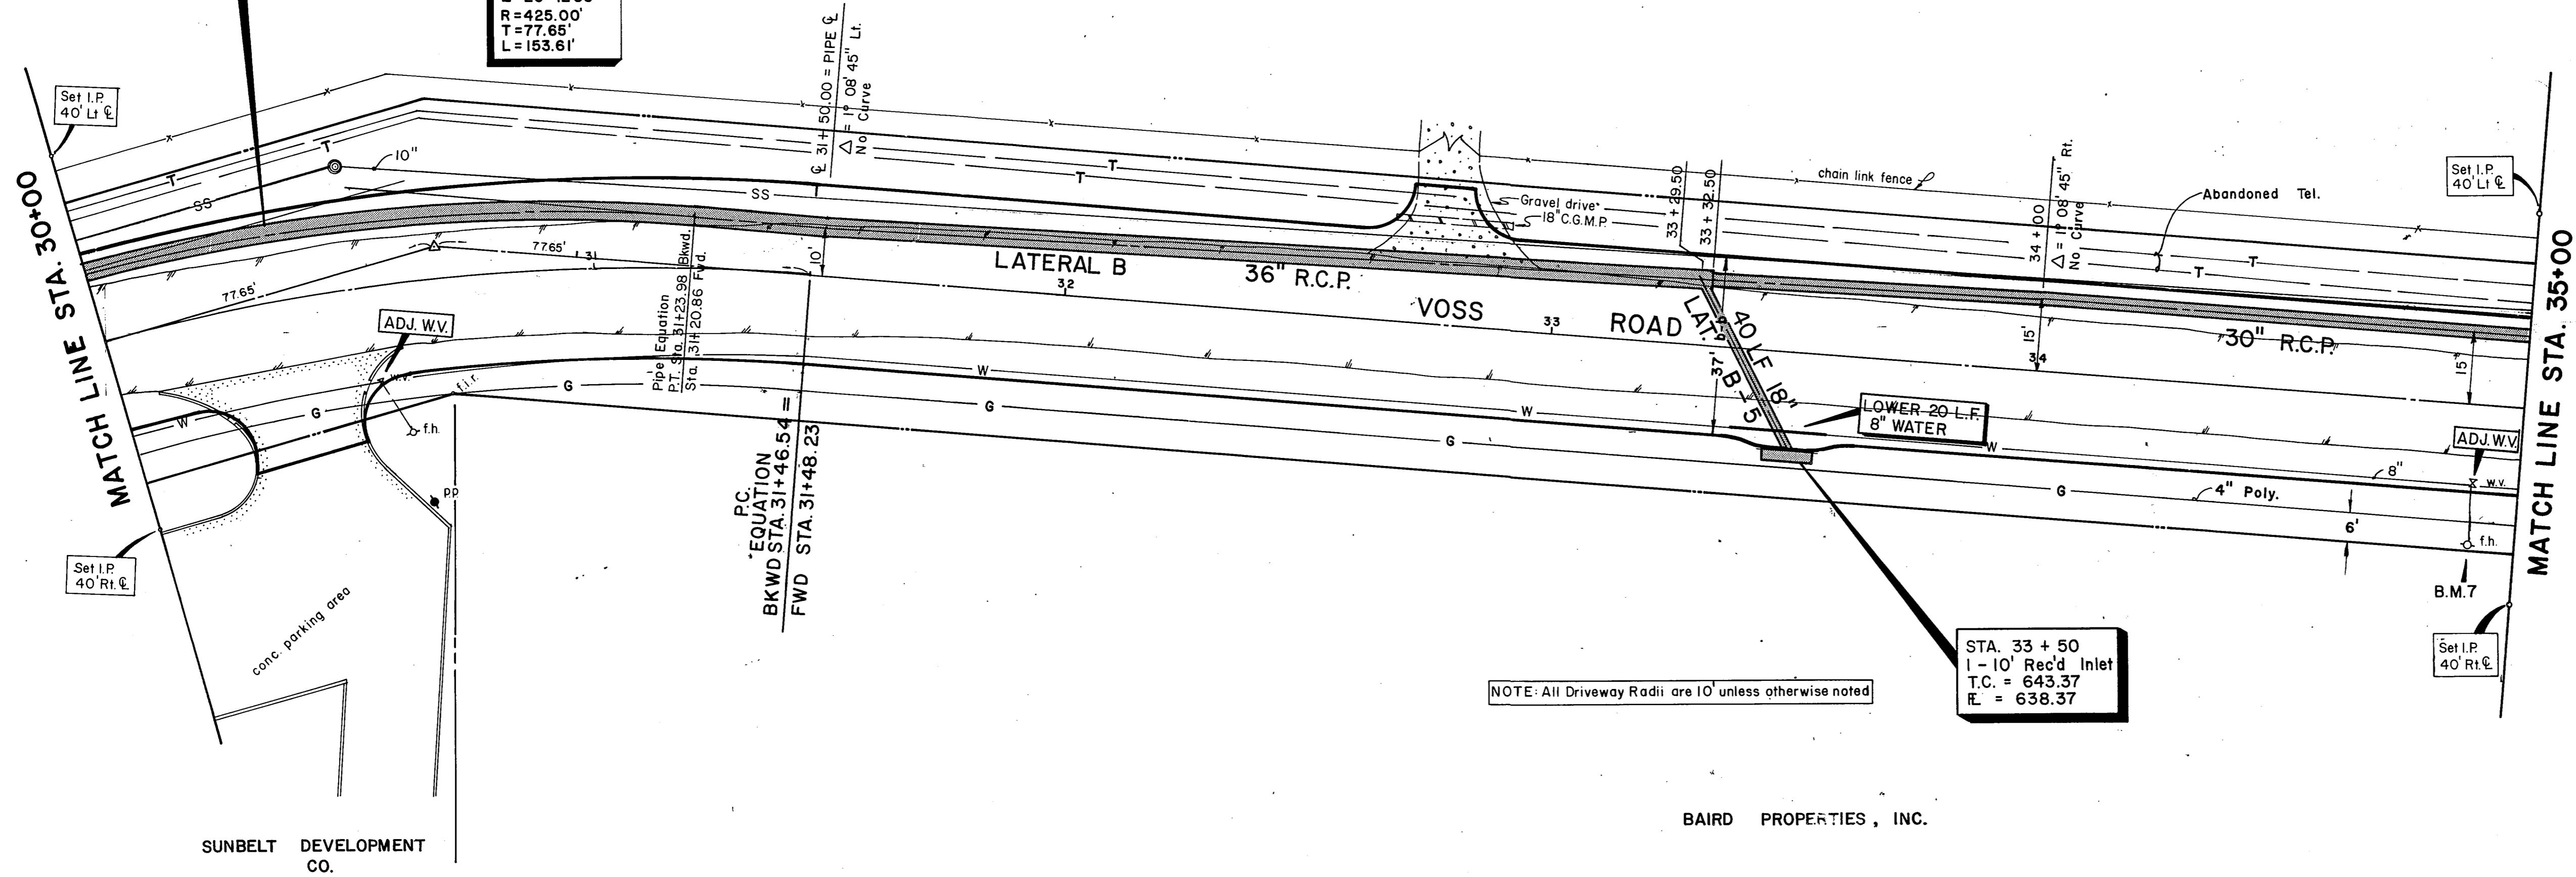 R=425.00'
T=77.65'
L=153.61'
Set I.P.
40' Lt ℄
MATCH LINE STA. 30+00
T
T
10"
SS
SS
℄ 31+50.00 = PIPE ℄
△ = 1° 08' 45" Lt.
No Curve
T
T
Gravel drive
18" C.G.M.P.
33 + 29.50
33 + 32.50
chain link fence
34 + 00
△ = 1° 08' 45" Rt.
No Curve
Abandoned Tel.
T
T
Set I.P.
40' Lt ℄
MATCH LINE STA. 35+00
77.65'
77.65'
31
10'
LATERAL B
36" R.C.P.
32
VOSS ROAD
33
34
15'
30" R.C.P.
15'
Pipe Equation
P.T. Sta. 31+23.98 Bkwd.
Sta. 31+20.86 Fwd.
ADJ. W.V.
W.V.
f.i.r.
f.h.
p.p.
W
G
G
W
G
W
G
W
G
P.C.
EQUATION
BKWD STA. 31+46.54 =
FWD STA. 31+48.23
LAT. B-5
40 LF 18"
37'
LOWER 20 L.F.
8" WATER
ADJ. W.V.
8"
W.V.
4" Poly.
6'
f.h.
B.M.7
Set I.P.
40' Rt. ℄
Set I.P.
40' Rt. ℄
conc. parking area
STA. 33 + 50
1 - 10' Rec'd Inlet
T.C. = 643.37
FL = 638.37
NOTE: All Driveway Radii are 10' unless otherwise noted
BAIRD PROPERTIES, INC.
SUNBELT DEVELOPMENT
CO.